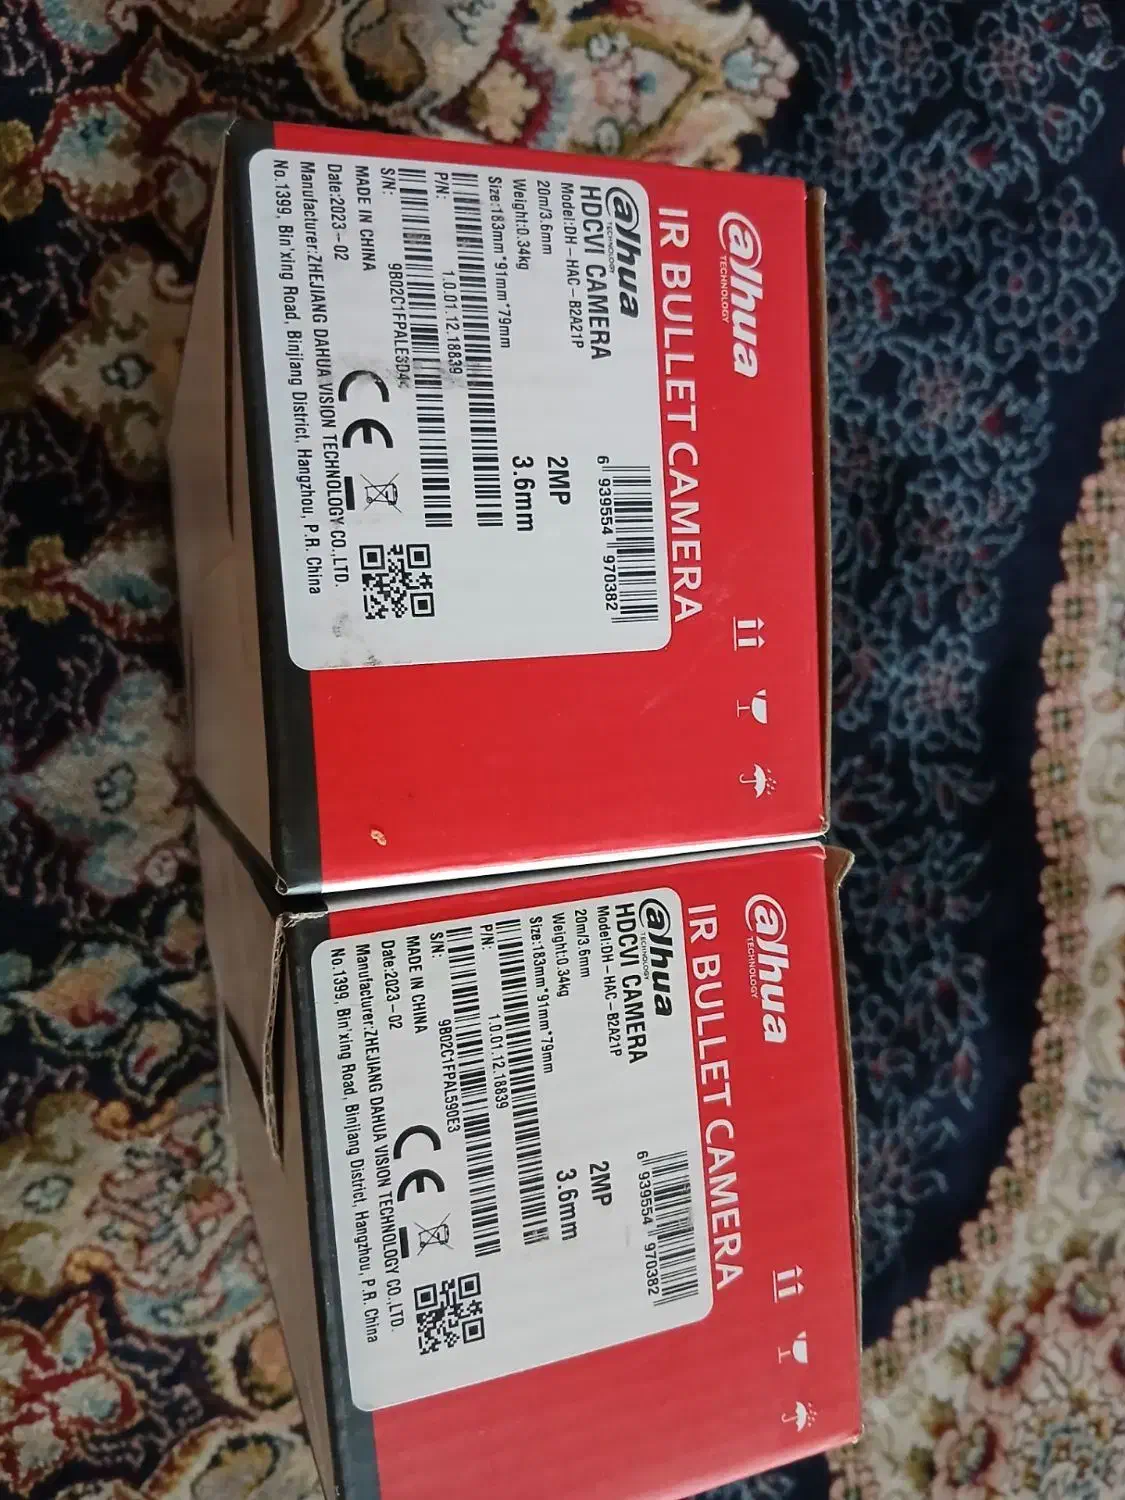 alhua
TECHNOLOGY
IR BULLET CAMERA
alhua
TECHNOLOGY
HDCVI CAMERA
Model:DH-HAC-B2A21P
20m/3.6mm
Weight:0.34kg
Size:183mm*91mm*79mm
P/N:
1.0.01.12.18839
S/N:
9B02C1FPALE3D4
MADE IN CHINA
Date:2023-02
Manufacturer:ZHEJIANG DAHUA VISION TECHNOLOGY CO.,LTD.
No.1399, Bin'xing Road, Binjiang District, Hangzhou, P.R. China
6 939554 970382
2MP
3.6mm
CE
alhua
TECHNOLOGY
IR BULLET CAMERA
alhua
TECHNOLOGY
HDCVI CAMERA
Model:DH-HAC-B2A21P
20m/3.6mm
Weight:0.34kg
Size:183mm*91mm*79mm
P/N:
1.0.01.12.18839
S/N:
9B02C1FPAL590E3
MADE IN CHINA
Date:2023-02
Manufacturer:ZHEJIANG DAHUA VISION TECHNOLOGY CO.,LTD.
No.1399, Bin'xing Road, Binjiang District, Hangzhou, P.R. China
6 939554 970382
2MP
3.6mm
CE